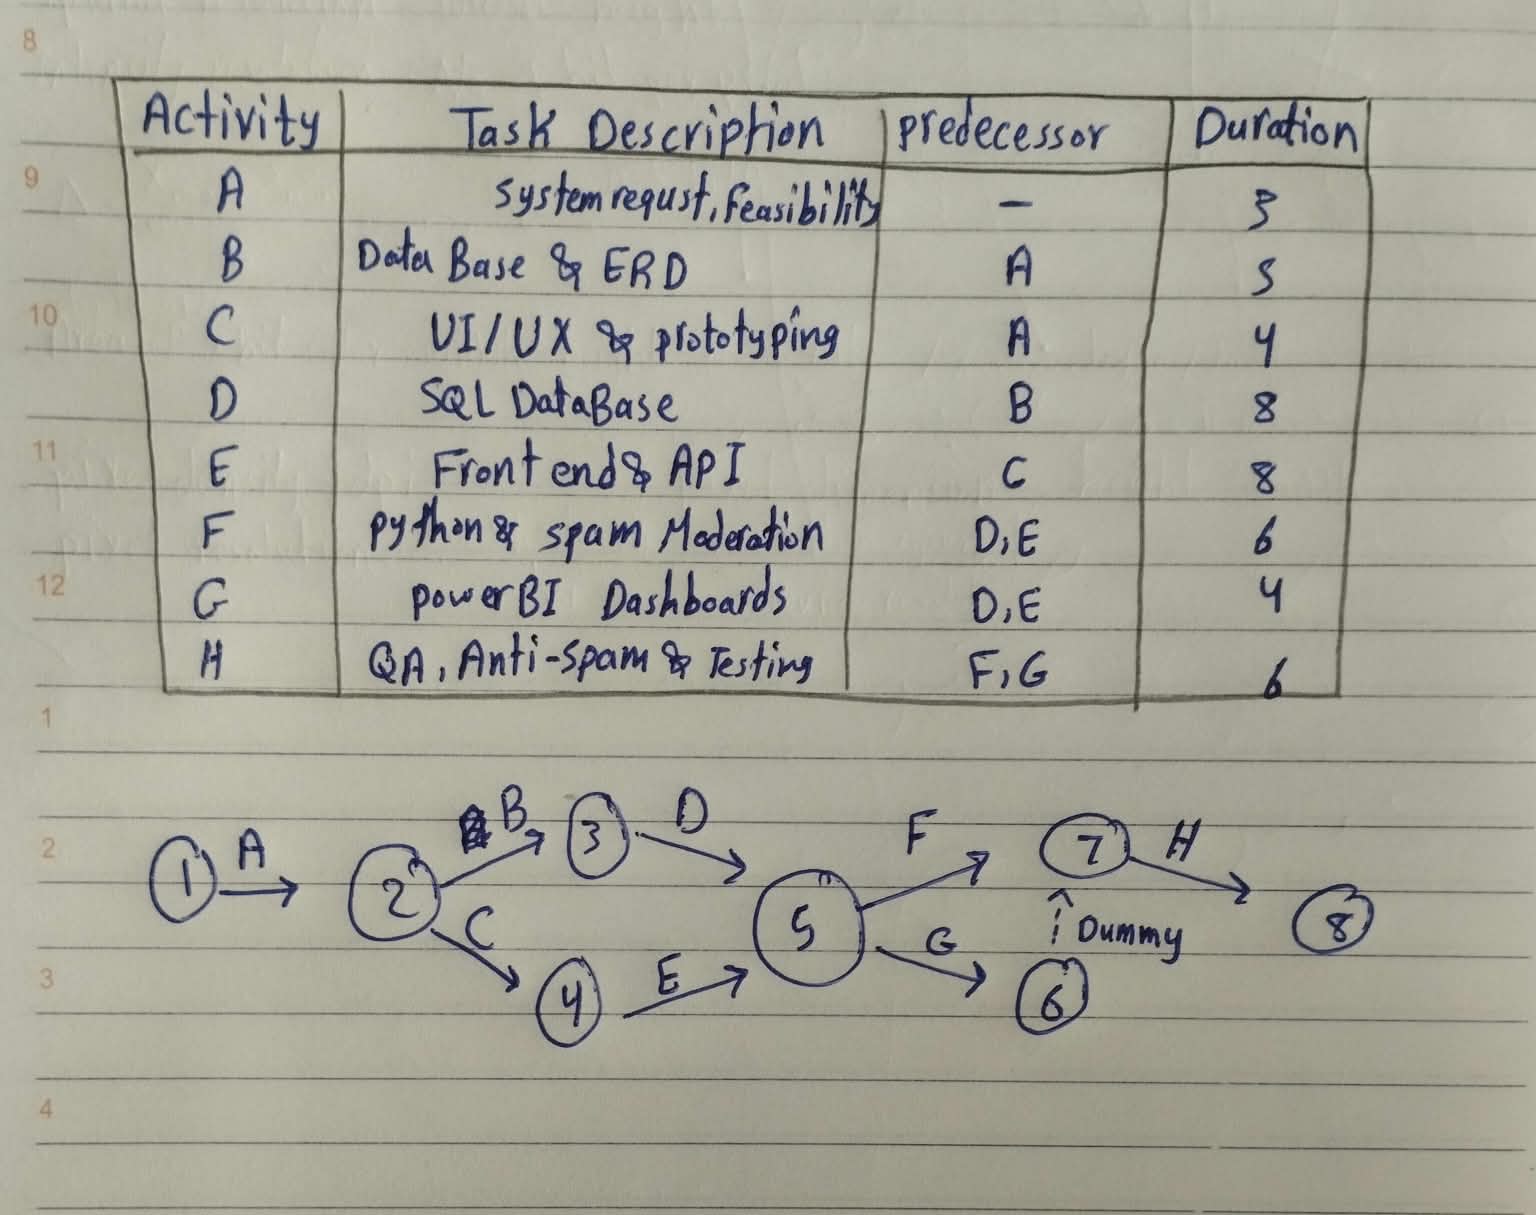 8
Activity Task Description predecessor Duration
9
A System requst, Feasibility - 3
B Data Base & ERD A 5
10
C UI/UX & prototyping A 4
D SQL DataBase B 8
11
E Front end & API C 8
F python & spam Moderation D,E 6
12
G power BI Dashboards D,E 4
H QA, Anti-spam & Testing F,G 6
1
2
1 A 2 B 3 D 5 F 7 H 8
C 4 E G 6 Dummy
3
4